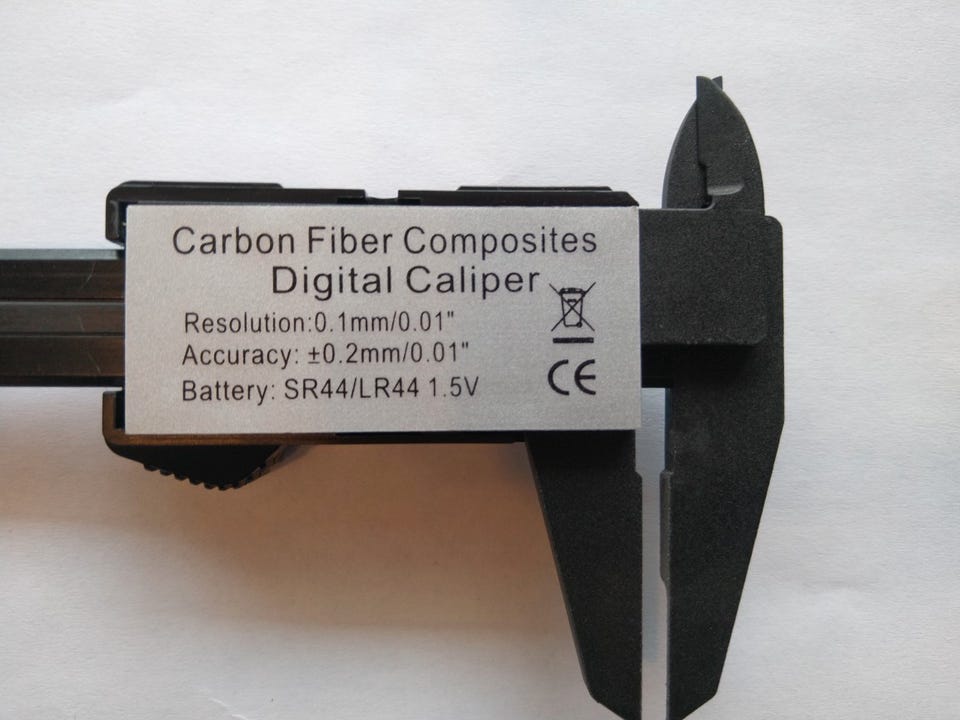 Carbon Fiber Composites
Digital Caliper
Resolution:0.1mm/0.01"
Accuracy: ±0.2mm/0.01"
Battery: SR44/LR44 1.5V
CE